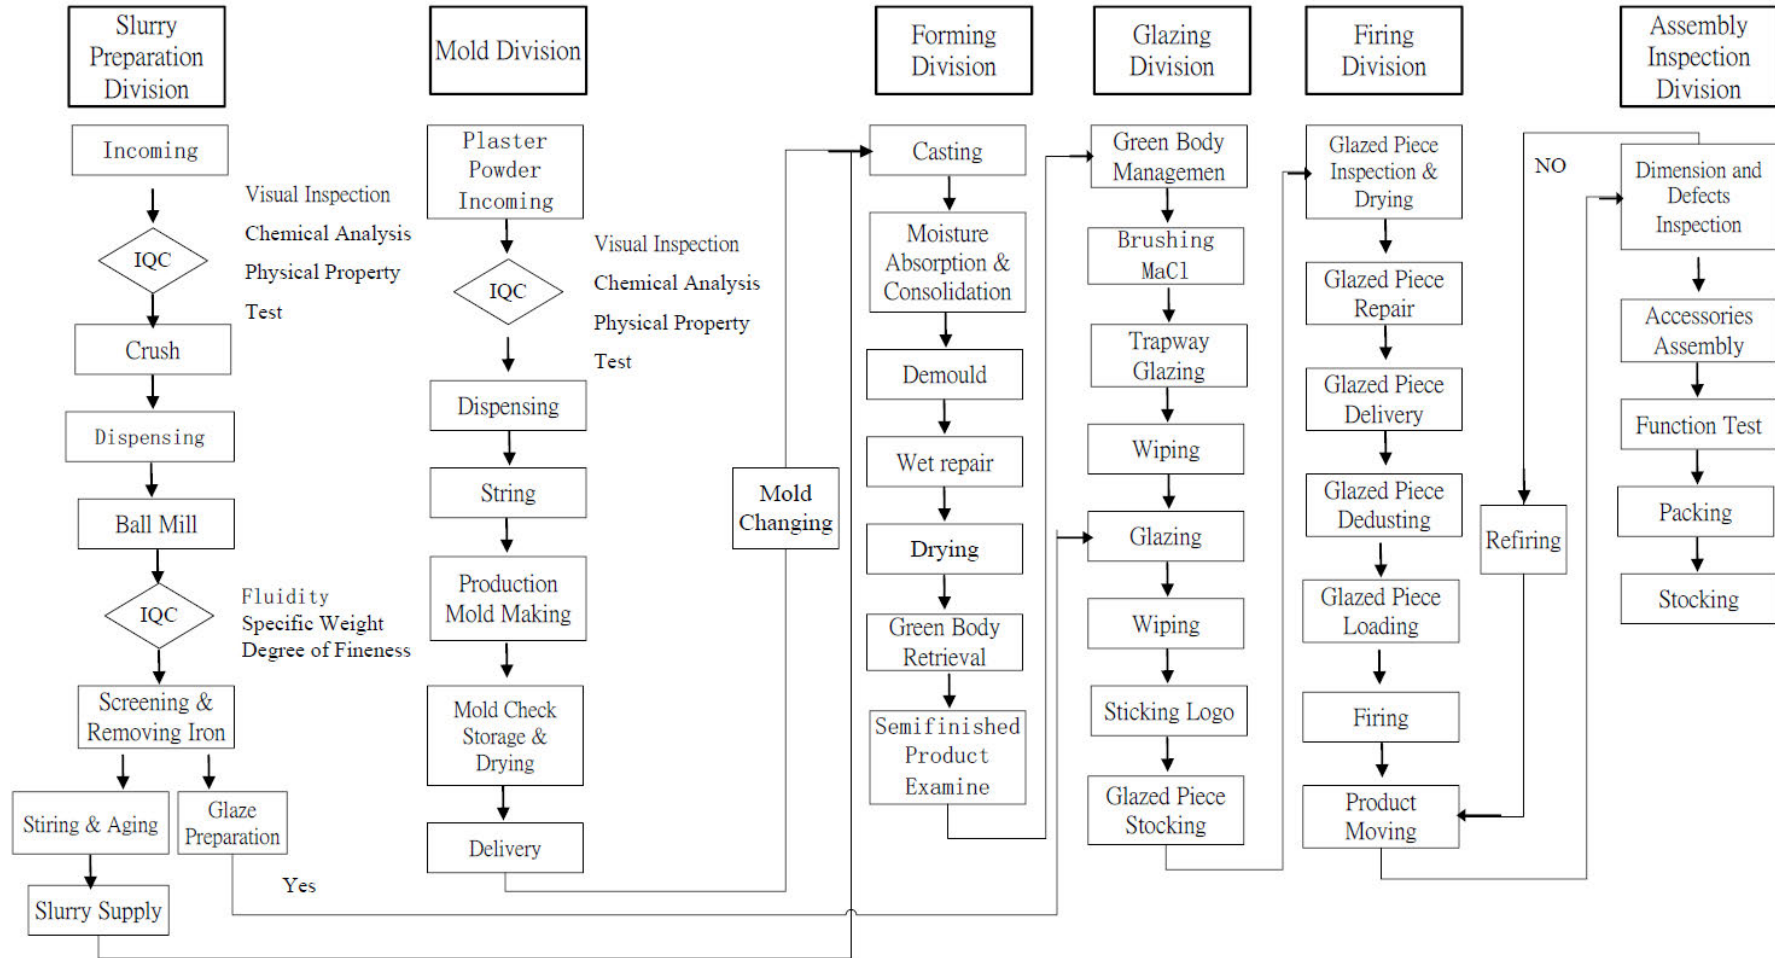 Slurry
Preparation
Division
Incoming
Visual Inspection
Chemical Analysis
IQC
Physical Property
Test
Crush
Dispensing
Ball Mill
IQC
Fluidity
Specific Weight
Degree of Fineness
Screening &
Removing Iron
Stiring & Aging
Glaze
Preparation
Yes
Slurry Supply
Mold Division
Plaster
Powder
Incoming
Visual Inspection
Chemical Analysis
IQC
Physical Property
Test
Dispensing
String
Production
Mold Making
Mold Check
Storage &
Drying
Delivery
Mold
Changing
Forming
Division
Casting
Moisture
Absorption &
Consolidation
Demould
Wet repair
Drying
Green Body
Retrieval
Semifinished
Product
Examine
Glazing
Division
Green Body
Managemen
Brushing
MaCl
Trapway
Glazing
Wiping
Glazing
Wiping
Sticking Logo
Glazed Piece
Stocking
Firing
Division
Glazed Piece
Inspection &
Drying
Glazed Piece
Repair
Glazed Piece
Delivery
Glazed Piece
Dedusting
Glazed Piece
Loading
Firing
Product
Moving
NO
Refiring
Assembly
Inspection
Division
Dimension and
Defects
Inspection
Accessories
Assembly
Function Test
Packing
Stocking